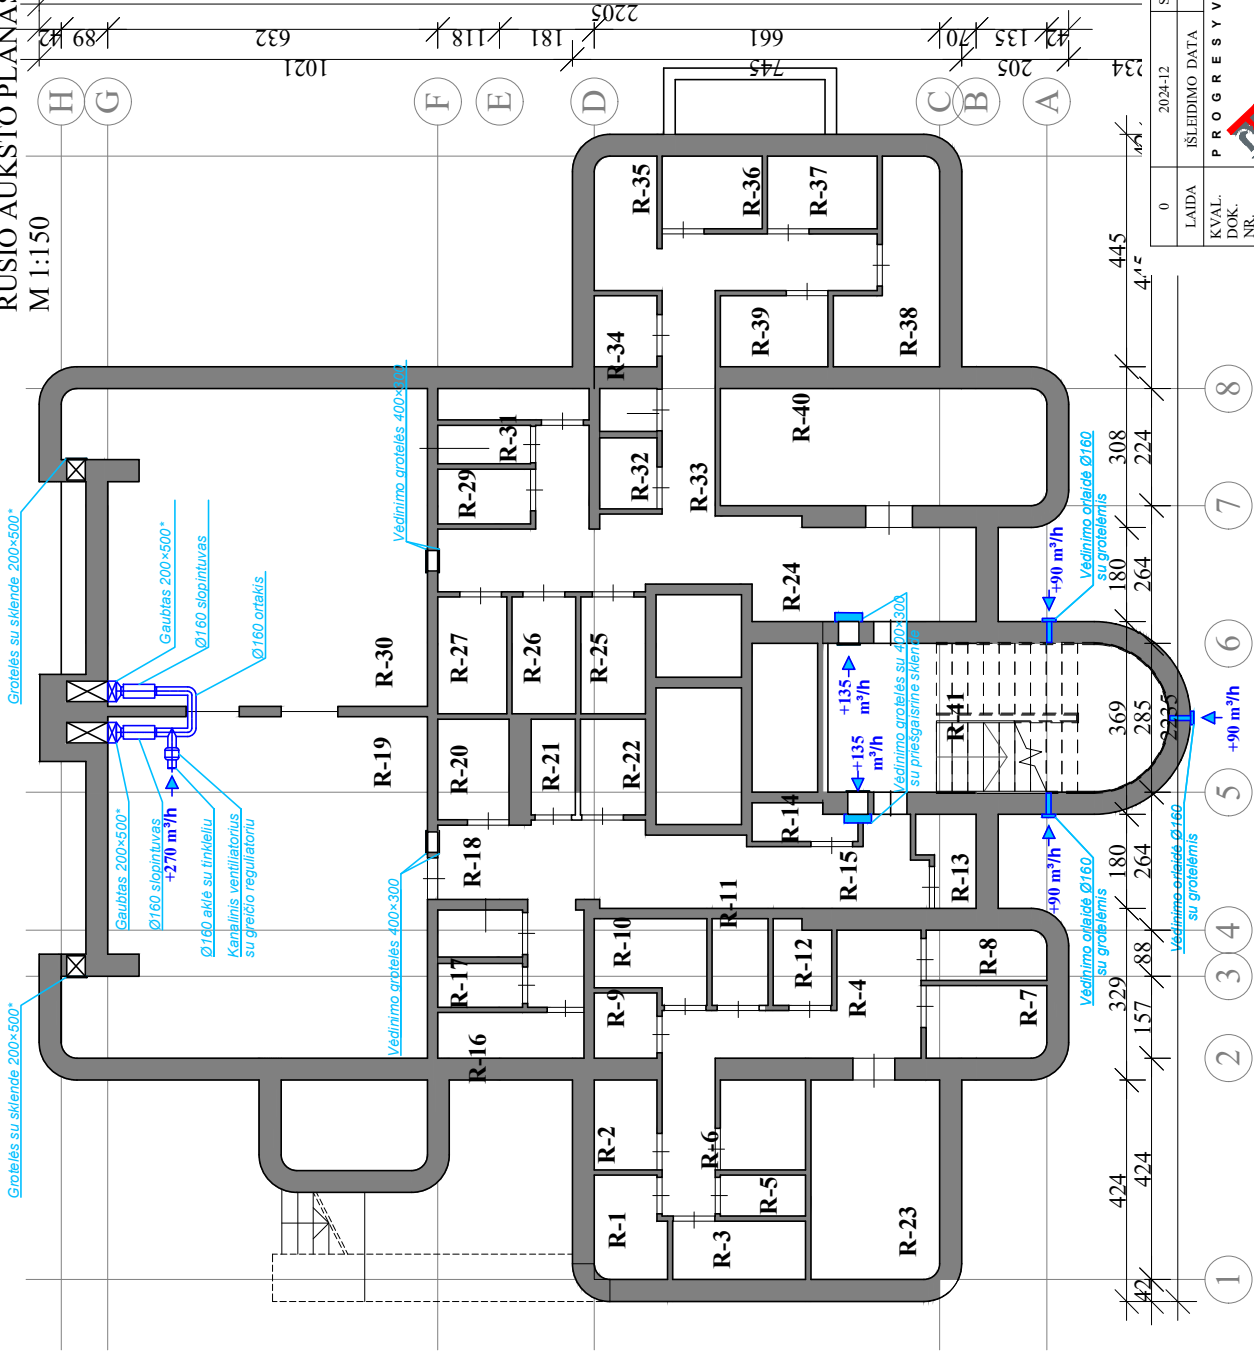 RŪSIO AUKŠTO PLANAS
M 1:150
2205
42
89
632
118
181
661
70
135
42
1021
745
205
234
H
G
F
E
D
C
B
A
0
2024-12
LAIDA
IŠLEIDIMO DATA
KVAL.
DOK.
NR.
PROGRESYV
Grotelės su sklende 200×500*
Gaubtas 200×500*
Ø160 slopintuvas
Ø160 ortakis
Vėdinimo grotelės 400×300
Grotelės su sklende 200×500*
Gaubtas 200×500*
Ø160 slopintuvas
+270 m³/h
Ø160 aklė su tinkleliu
Kanalinis ventiliatorius
su greičio reguliatoriu
Vėdinimo grotelės 400×300
R-35
R-36
R-37
R-34
R-39
R-38
R-31
R-29
R-32
R-33
R-40
R-30
R-27
R-26
R-25
R-24
R-19
R-20
R-21
R-22
R-41
R-18
R-14
R-15
R-13
R-11
R-10
R-12
R-17
R-9
R-4
R-8
R-7
R-16
R-2
R-6
R-1
R-3
R-5
R-23
+135
m³/h
+135
m³/h
Vėdinimo grotelės su 400×300
su priešgaisrine sklende
+90 m³/h
Vėdinimo orlaidė Ø160
su grotelėmis
+90 m³/h
Vėdinimo orlaidė Ø160
su grotelėmis
+90 m³/h
Vėdinimo orlaidė Ø160
su grotelėmis
445
308
224
180
264
369
285
2235
180
264
88
329
157
424
424
42
8
7
6
5
4
3
2
1